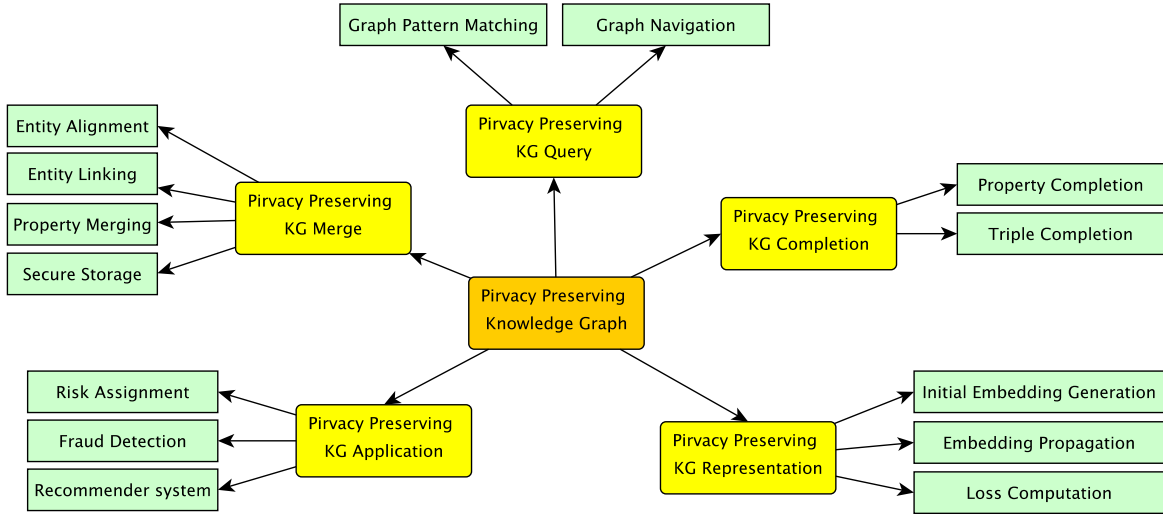 Graph Pattern Matching
Graph Navigation
Pirvacy Preserving
KG Query
Entity Alignment
Entity Linking
Property Merging
Secure Storage
Pirvacy Preserving
KG Merge
Pirvacy Preserving
KG Completion
Property Completion
Triple Completion
Pirvacy Preserving
Knowledge Graph
Risk Assignment
Fraud Detection
Recommender system
Pirvacy Preserving
KG Application
Pirvacy Preserving
KG Representation
Initial Embedding Generation
Embedding Propagation
Loss Computation